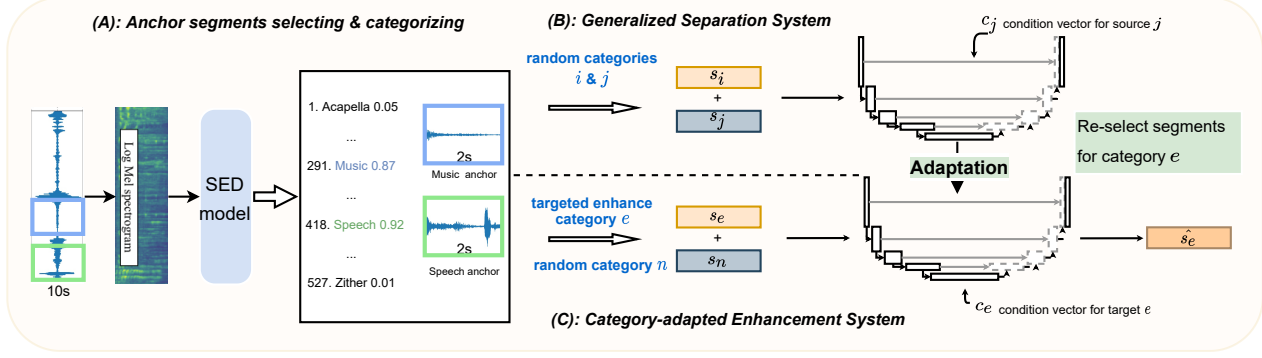 (A): Anchor segments selecting & categorizing
10s
Log Mel spectrogram
SED
model
1. Acapella 0.05
...
291. Music 0.87
...
418. Speech 0.92
...
527. Zither 0.01
2s
Music anchor
2s
Speech anchor
(B): Generalized Separation System
random categories
i & j
s_i
+
s_j
c_j condition vector for source j
Re-select segments
for category e
Adaptation
targeted enhance
category e
random category n
s_e
+
s_n
ŝ_e
c_e condition vector for target e
(C): Category-adapted Enhancement System